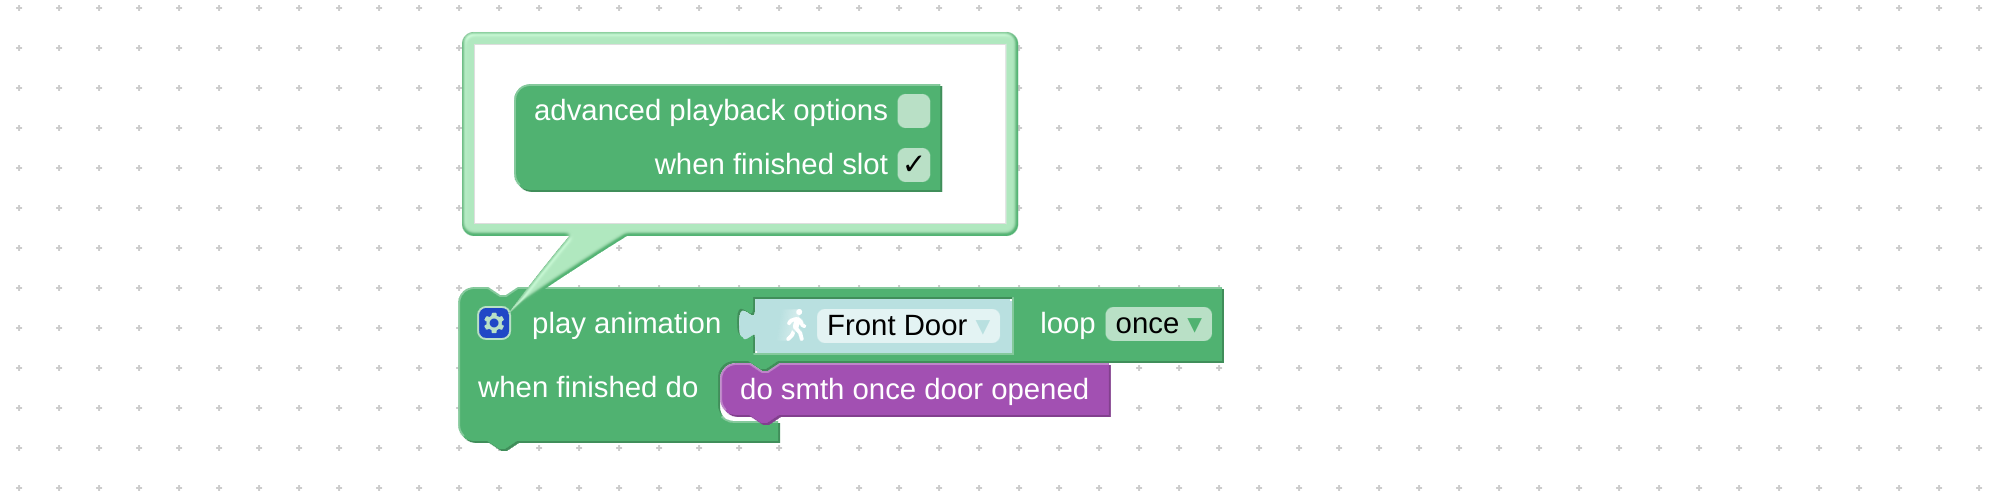 advanced playback options
when finished slot ✓
play animation Front Door ▾ loop once ▾
when finished do do smth once door opened